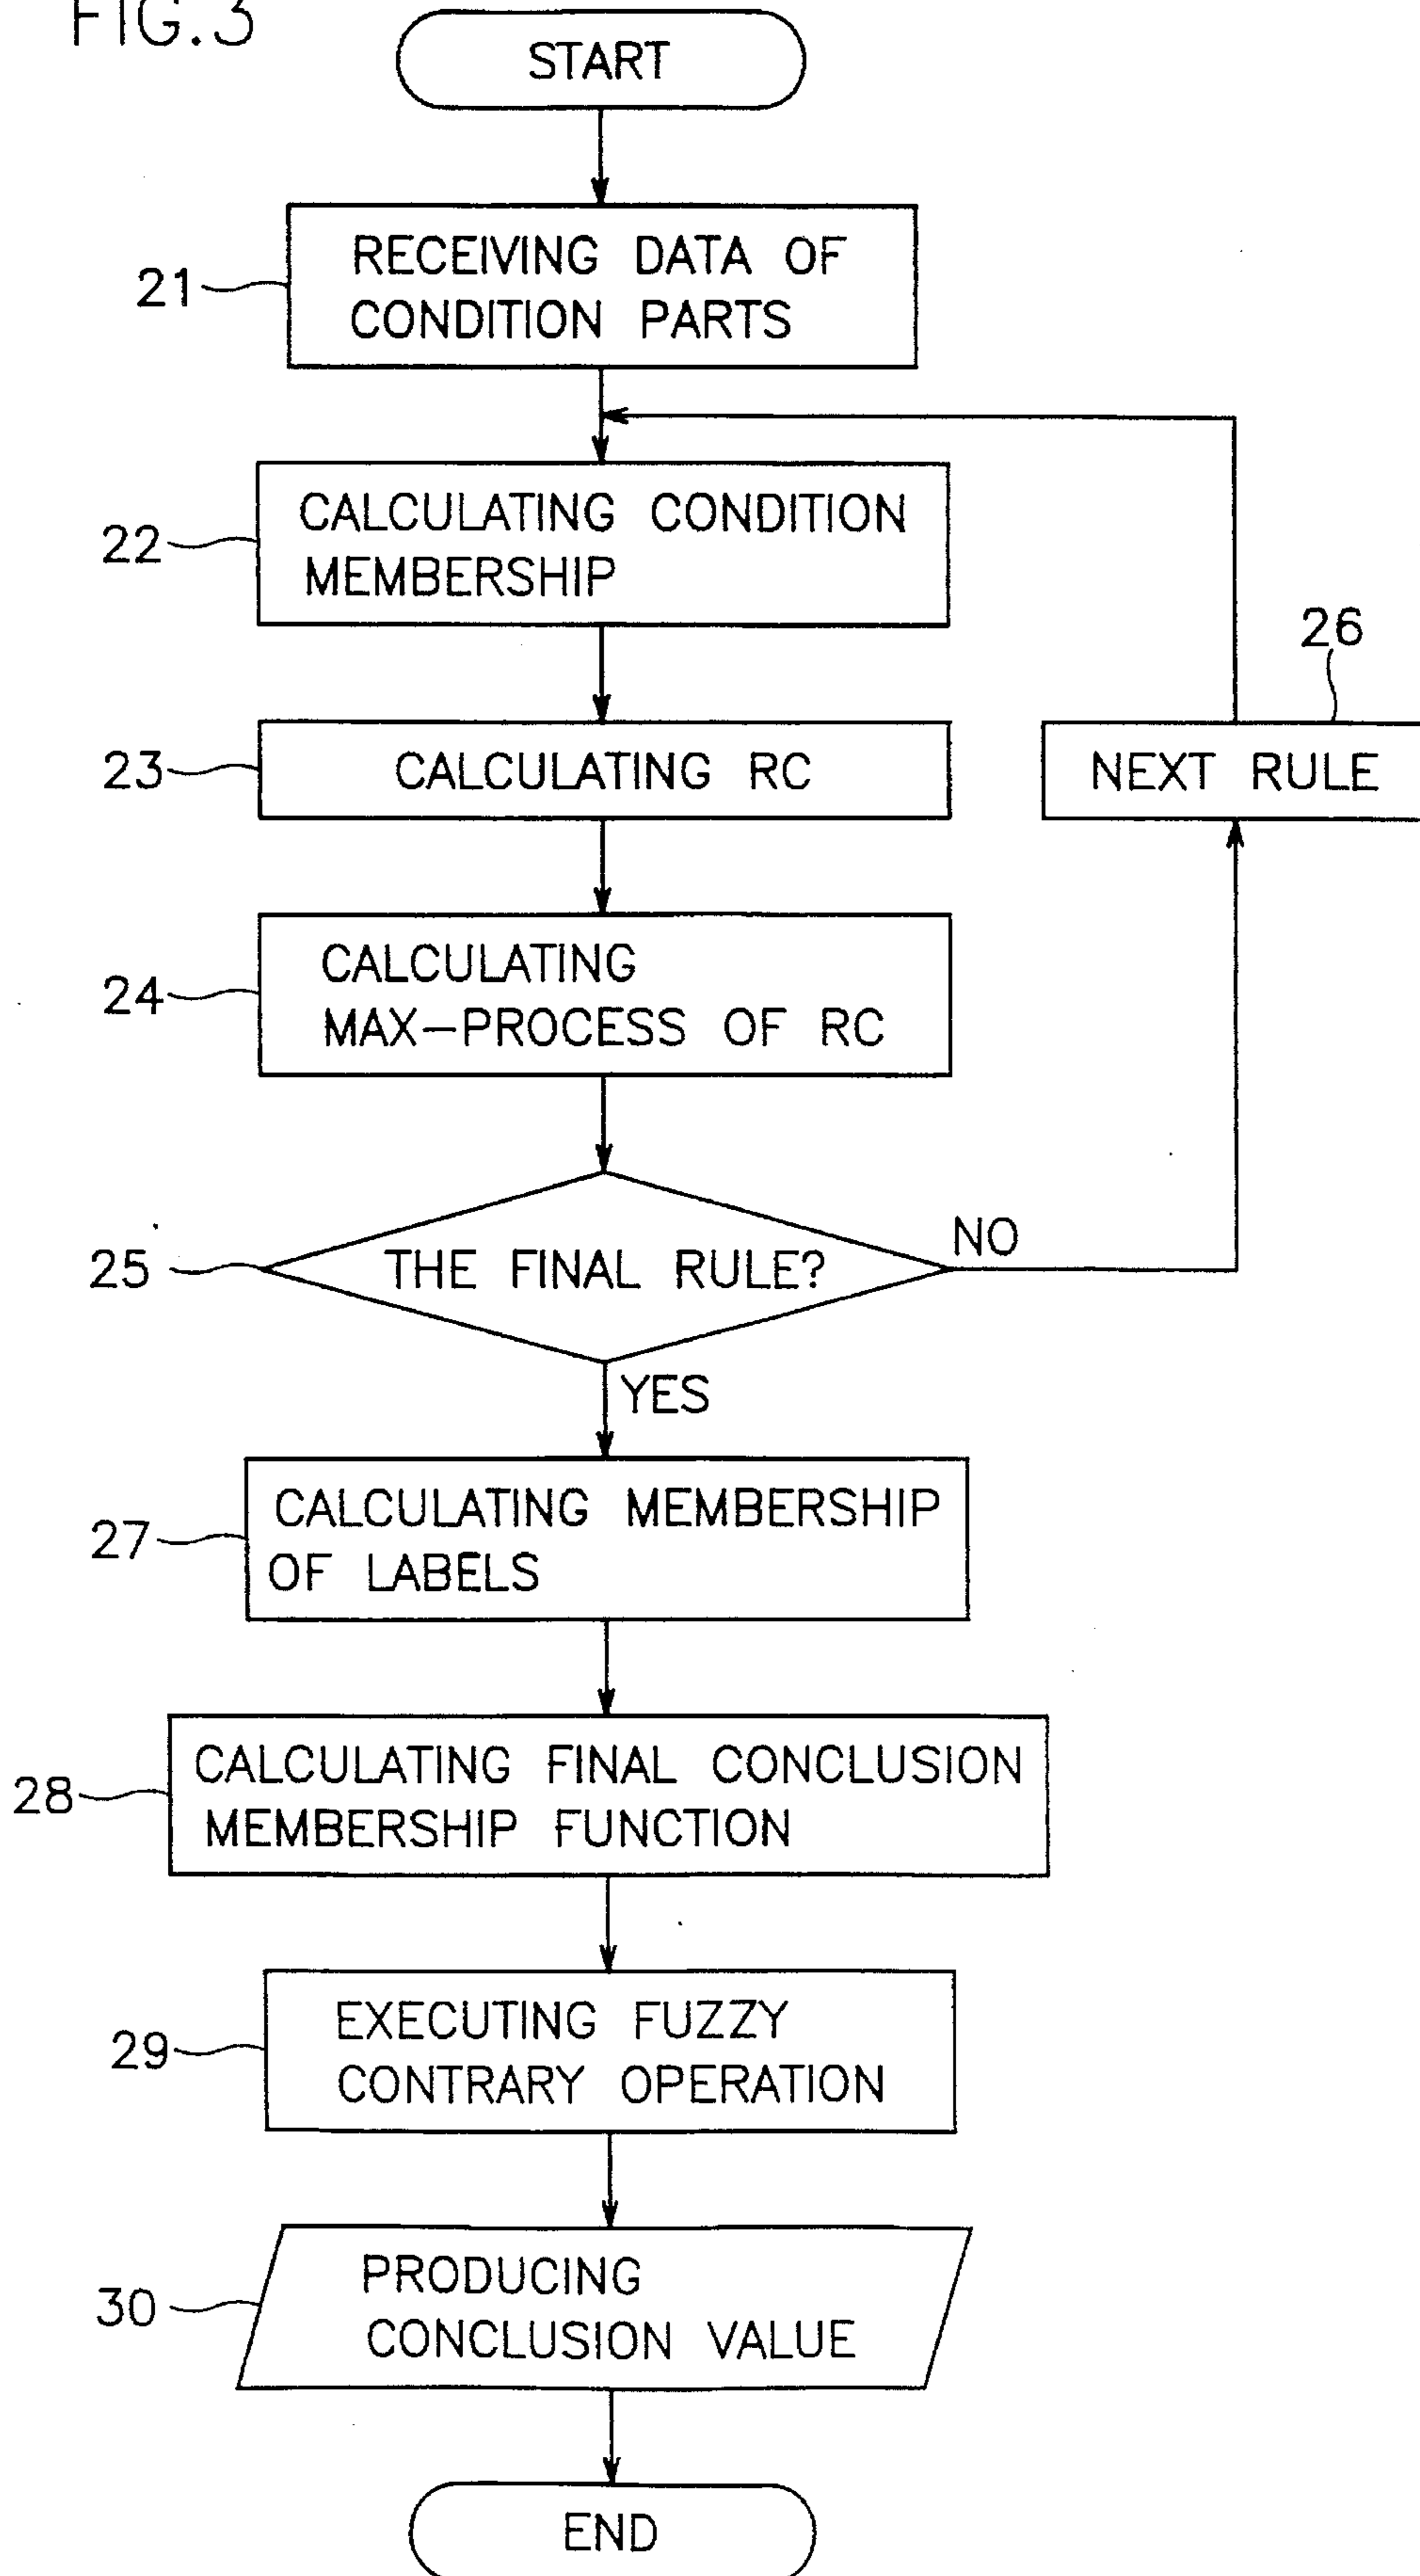 FIG.3
START
21
RECEIVING DATA OF
CONDITION PARTS
22
CALCULATING CONDITION
MEMBERSHIP
23
CALCULATING RC
26
NEXT RULE
24
CALCULATING
MAX-PROCESS OF RC
25
THE FINAL RULE?
NO
YES
27
CALCULATING MEMBERSHIP
OF LABELS
28
CALCULATING FINAL CONCLUSION
MEMBERSHIP FUNCTION
29
EXECUTING FUZZY
CONTRARY OPERATION
30
PRODUCING
CONCLUSION VALUE
END